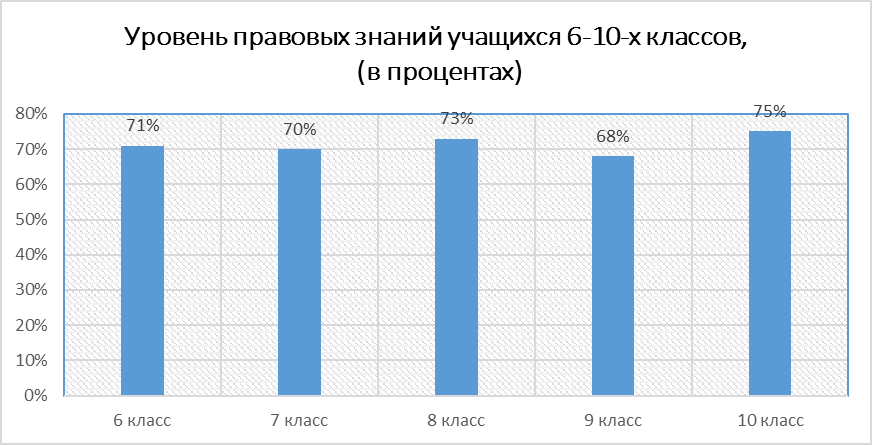 Уровень правовых знаний учащихся 6-10-х классов,
(в процентах)
80%
70%
60%
50%
40%
30%
20%
10%
0%
71%
70%
73%
68%
75%
6 класс
7 класс
8 класс
9 класс
10 класс